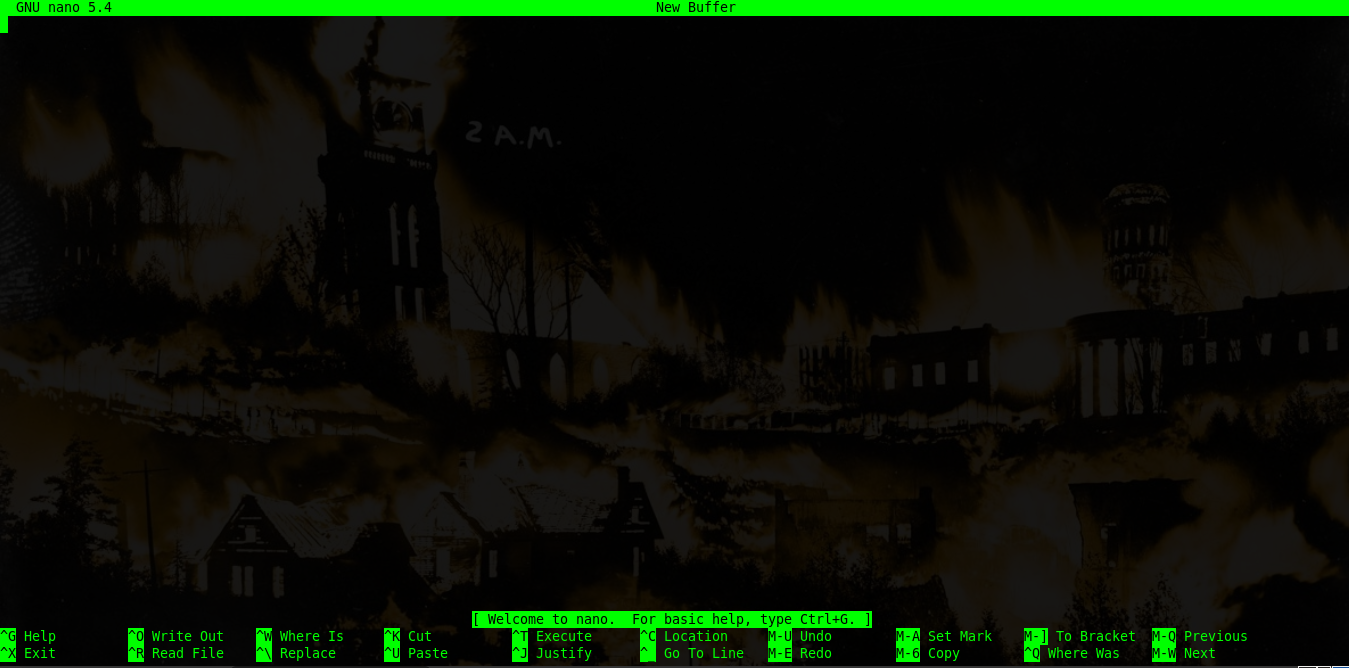 GNU nano 5.4 New Buffer
2 A.M.
[ Welcome to nano. For basic help, type Ctrl+G. ]
^G Help ^O Write Out ^W Where Is ^K Cut ^T Execute ^C Location M-U Undo M-A Set Mark M-] To Bracket M-Q Previous
^X Exit ^R Read File ^\ Replace ^U Paste ^J Justify ^_ Go To Line M-E Redo M-6 Copy ^Q Where Was M-W Next